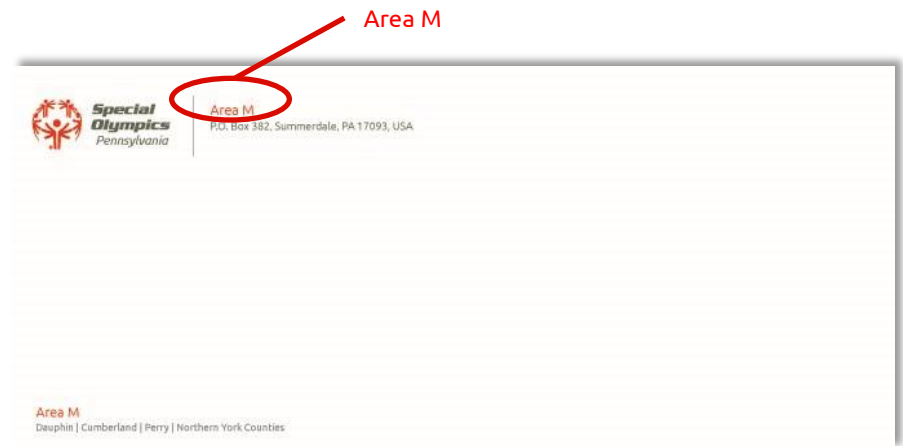 Area M
Special
Olympics
Pennsylvania
Area M
P.O. Box 382, Summerdale, PA 17093, USA
Area M
Dauphin | Cumberland | Perry | Northern York Counties